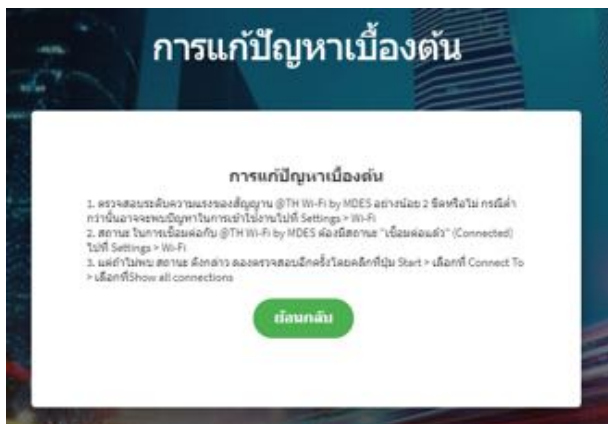 การแก้ปัญหาเบื้องต้น
การแก้ปัญหาเบื้องต้น
1. ตรวจสอบระดับความแรงของสัญญาน @TH Wi-Fi by MDES อย่างน้อย 2 ขีดหรือไม่ กรณีต่ำ
กว่านั้นอาจจะพบปัญหาในการเข้าใช้งานไปที่ Settings > Wi-Fi
2. สถานะ ในการเชื่อมต่อกับ @TH Wi-Fi by MDES ต้องมีสถานะ "เชื่อมต่อแล้ว" (Connected)
ไปที่ Settings > Wi-Fi
3. แต่ถ้าไม่พบ สถานะ ดังกล่าว ลองตรวจสอบอีกครั้งโดยคลิกที่ปุ่ม Start > เลือกที่ Connect To
> เลือกที่Show all connections
ย้อนกลับ